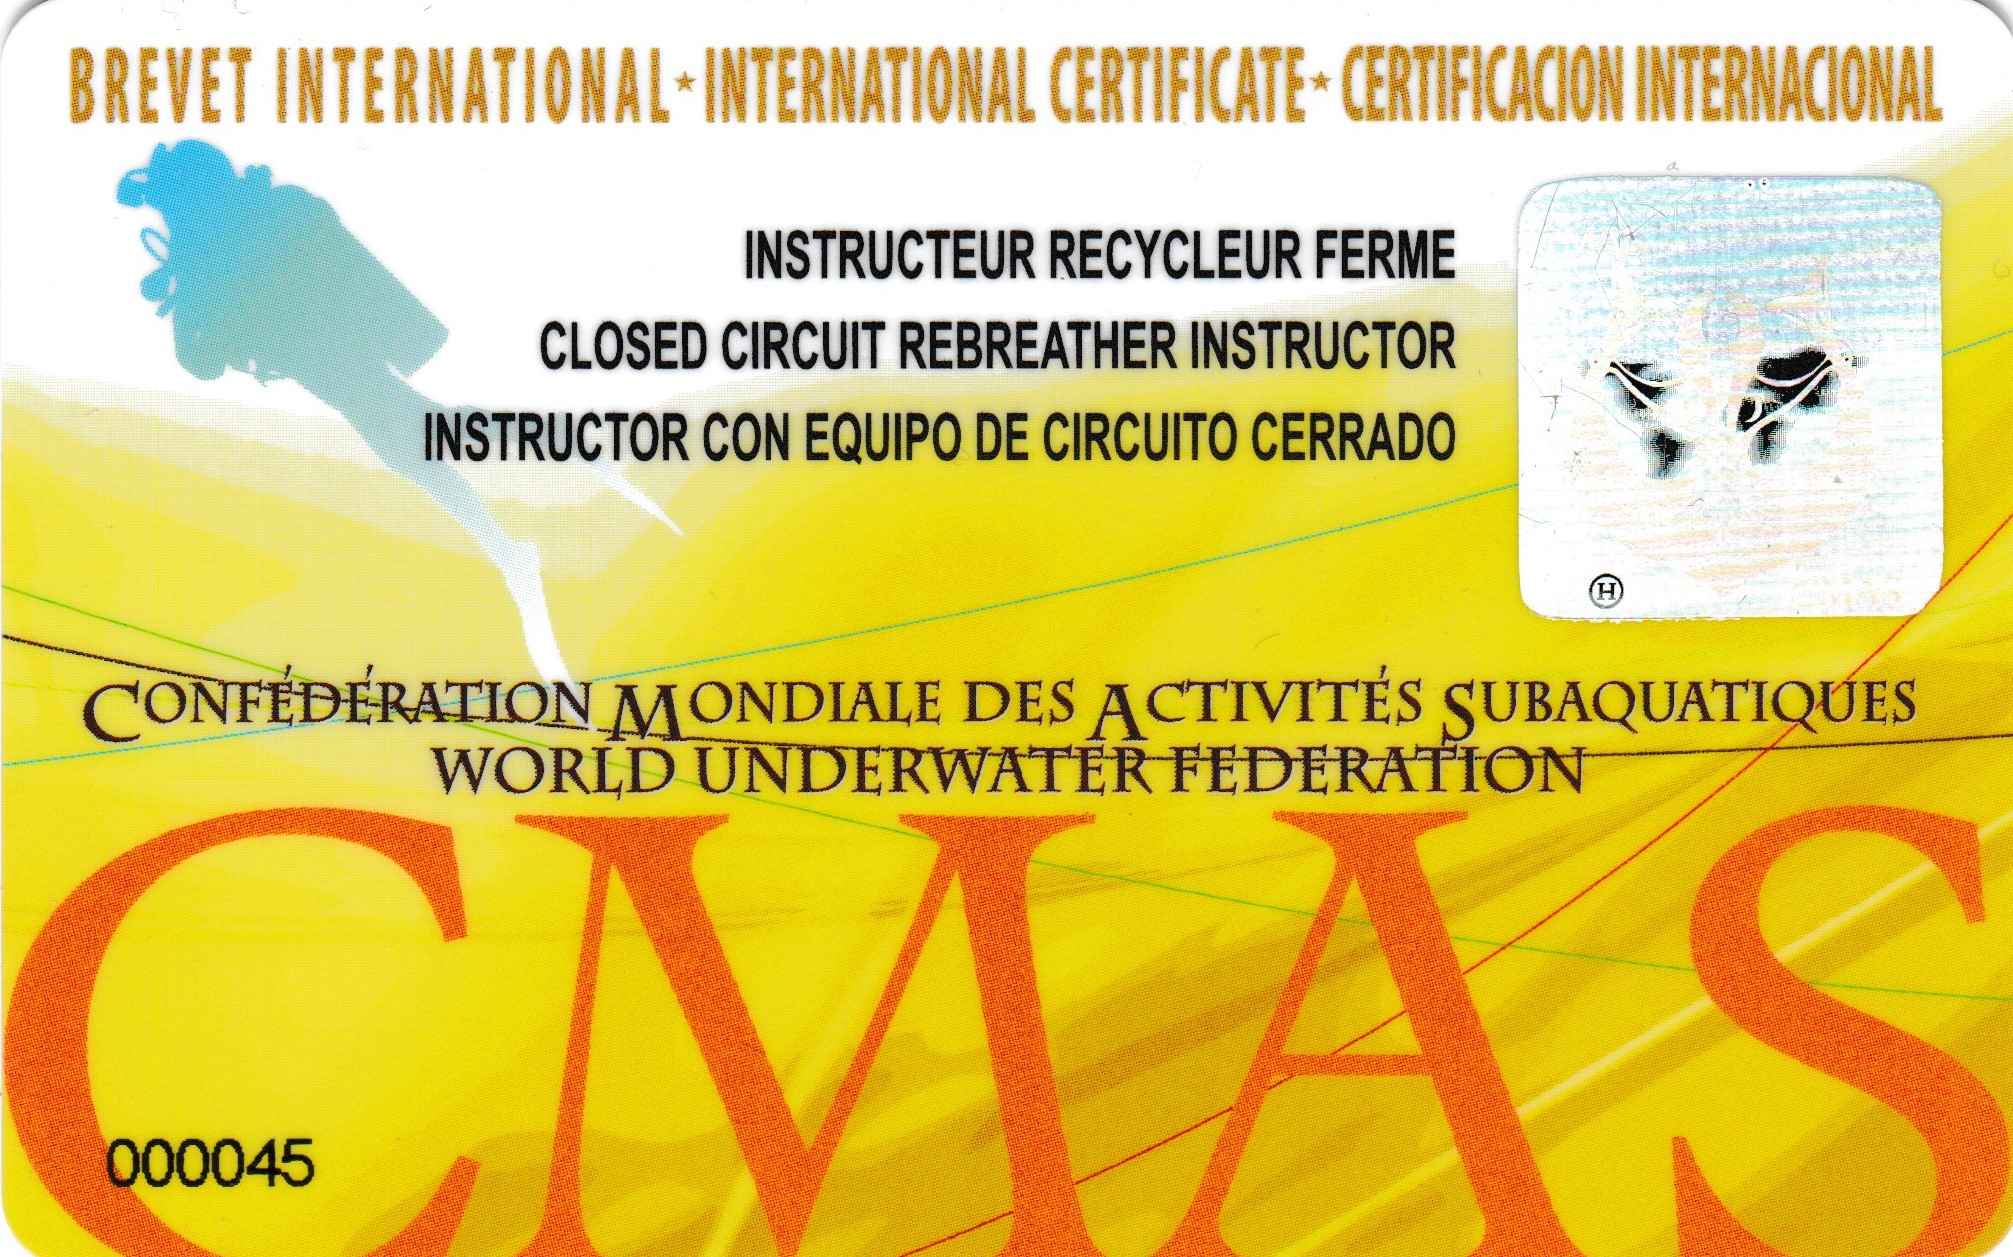 BREVET INTERNATIONAL ★ INTERNATIONAL CERTIFICATE ★ CERTIFICACION INTERNACIONAL
INSTRUCTEUR RECYCLEUR FERME
CLOSED CIRCUIT REBREATHER INSTRUCTOR
INSTRUCTOR CON EQUIPO DE CIRCUITO CERRADO
H
CMAS
CONFÉDÉRATION MONDIALE DES ACTIVITÉS SUBAQUATIQUES
WORLD UNDERWATER FEDERATION
CMAS
000045